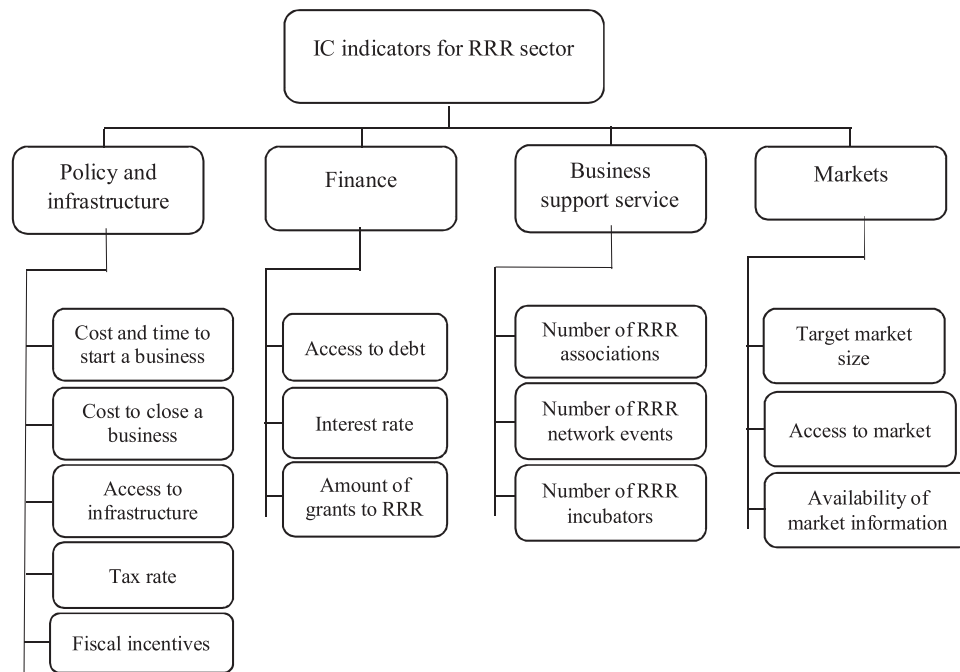 IC indicators for RRR sector
Policy and
infrastructure
Finance
Business
support service
Markets
Cost and time to
start a business
Cost to close a
business
Access to
infrastructure
Tax rate
Fiscal incentives
Access to debt
Interest rate
Amount of
grants to RRR
Number of RRR
associations
Number of RRR
network events
Number of RRR
incubators
Target market
size
Access to market
Availability of
market information